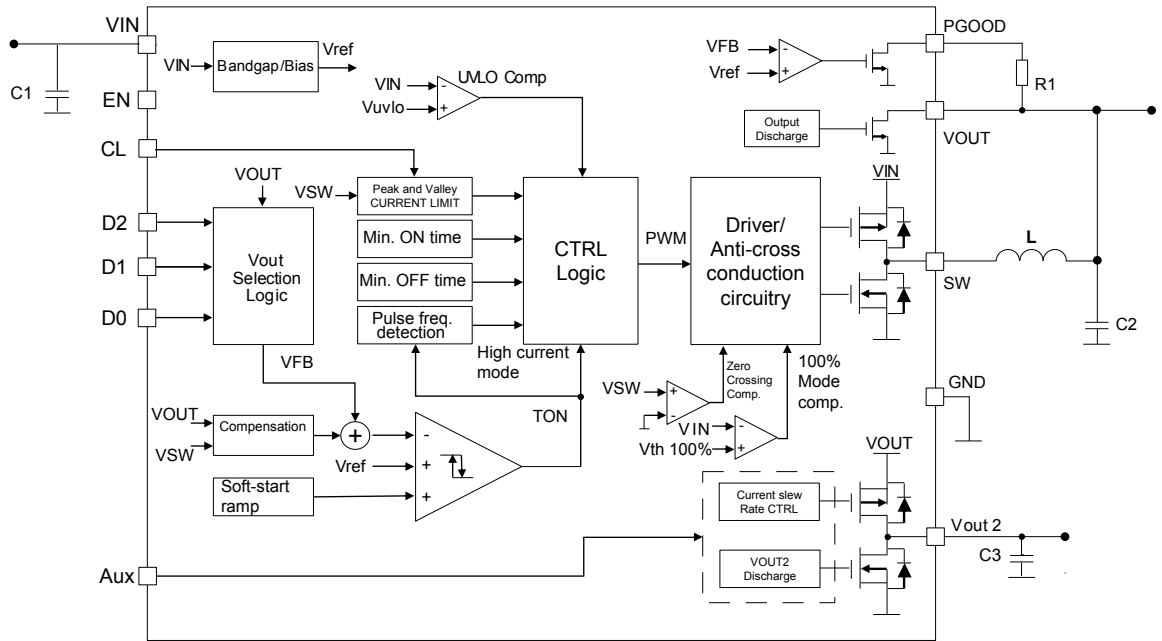 VIN
PGOOD
VIN
Bandgap/Bias
Vref
VFB
-
Vref
+
C1
R1
EN
VIN
-
Vuvlo
+
UVLO Comp
Output
Discharge
VOUT
CL
VIN
VOUT
VSW
Peak and Valley
CURRENT LIMIT
D2
Min. ON time
CTRL
Logic
PWM
Driver/
Anti-cross
conduction
circuitry
L
D1
Vout
Selection
Logic
SW
Min. OFF time
D0
Pulse freq.
detection
C2
High current
mode
VFB
Zero
Crossing
Comp.
100%
Mode
comp.
VSW
+
-
GND
TON
VOUT
Compensation
VSW
+
-
VIN
-
Vth 100%
+
VOUT
Vref
+
Soft-start
ramp
+
Current slew
Rate CTRL
Vout 2
C3
VOUT2
Discharge
Aux